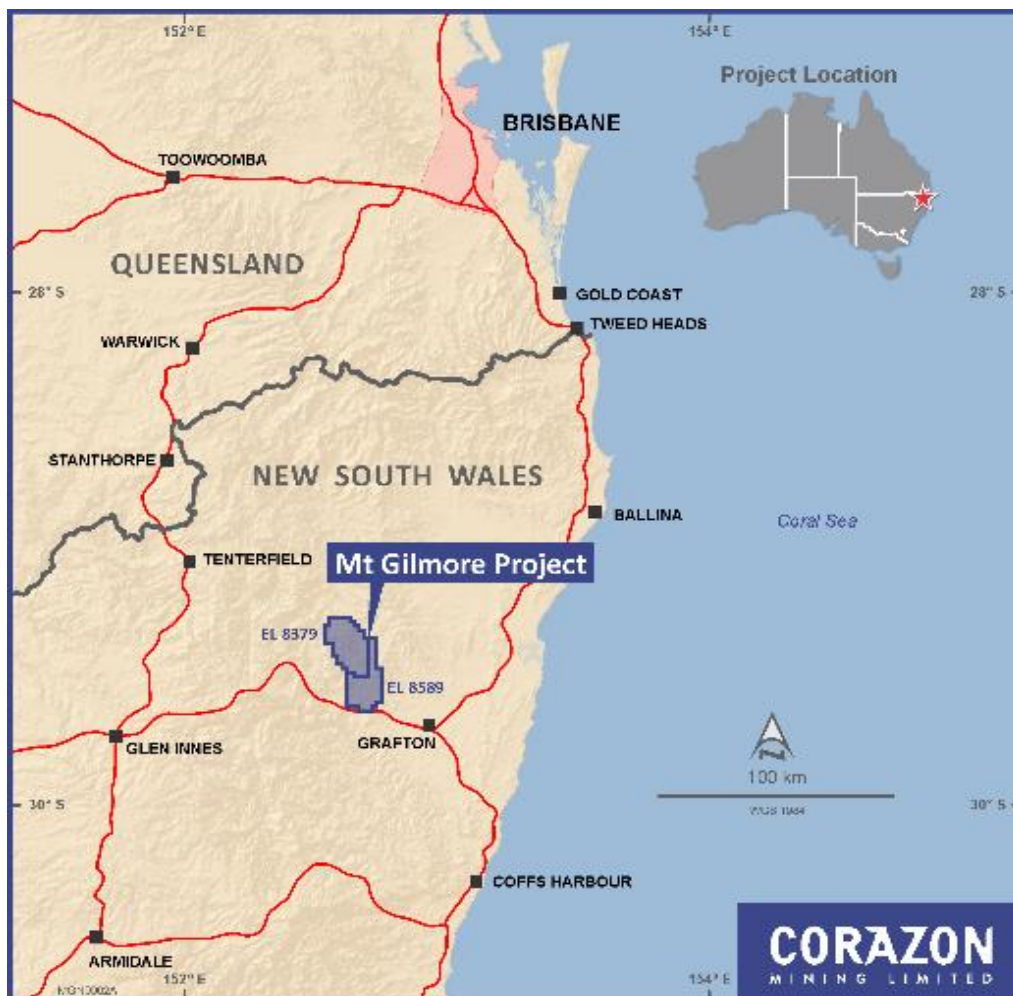 152° E
154° E
Project Location
BRISBANE
TOOWOOMBA
QUEENSLAND
28° S
28° S
GOLD COAST
TWEED HEADS
WARWICK
STANTHORPE
NEW SOUTH WALES
BALLINA
Coral Sea
TENTERFIELD
Mt Gilmore Project
EL 8379
EL 8589
GRAFTON
GLEN INNES
N
100 km
WGS 1984
30° S
30° S
COFFS HARBOUR
ARMIDALE
152° E
154° E
CORAZON
MINING LIMITED